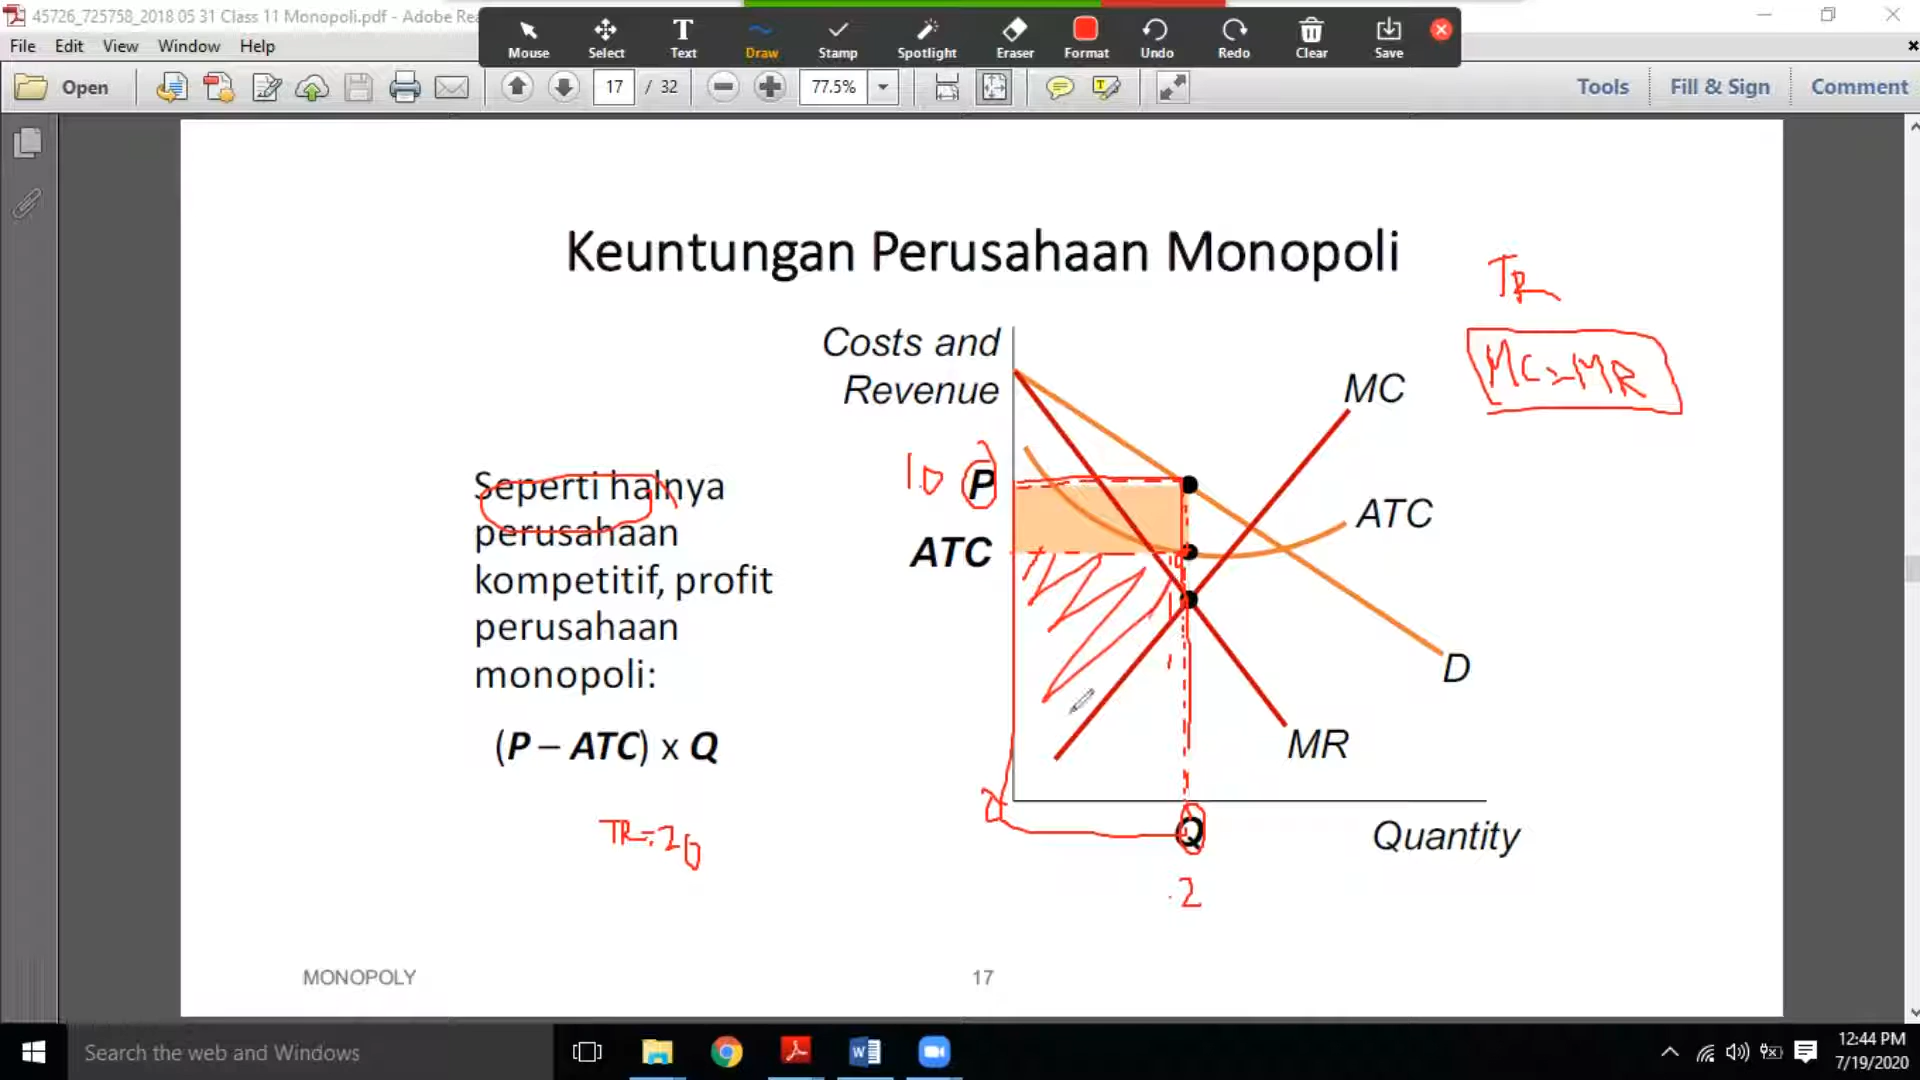 45726_725758_2018 05 31 Class 11 Monopoli.pdf - Adobe Rea
File Edit View Window Help
Mouse Select Text Draw Stamp Spotlight Eraser Format Undo Redo Clear Save
Open 17 / 32 77.5% Tools Fill & Sign Comment
Keuntungan Perusahaan Monopoli
TR
Costs and
Revenue
MC
MC=MR
Seperti halnya
perusahaan
kompetitif, profit
perusahaan
monopoli:
(P – ATC) x Q
TR=20
10 P
ATC
ATC
D
MR
Q
Quantity
2
MONOPOLY 17
Search the web and Windows
12:44 PM
7/19/2020